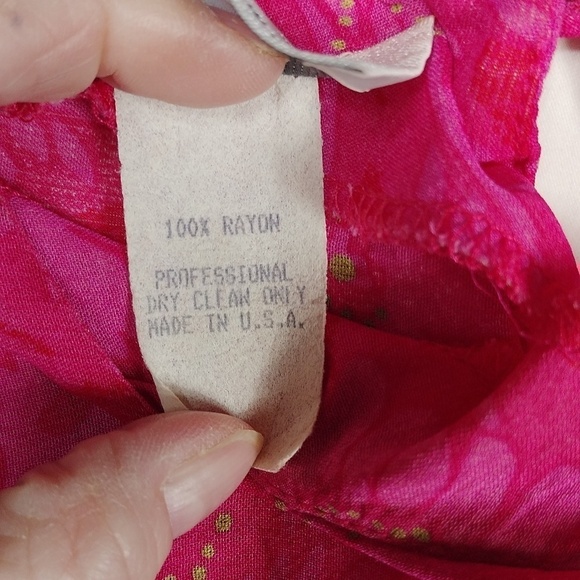 100% RAYON
PROFESSIONAL
DRY CLEAN ONLY
MADE IN U.S.A.